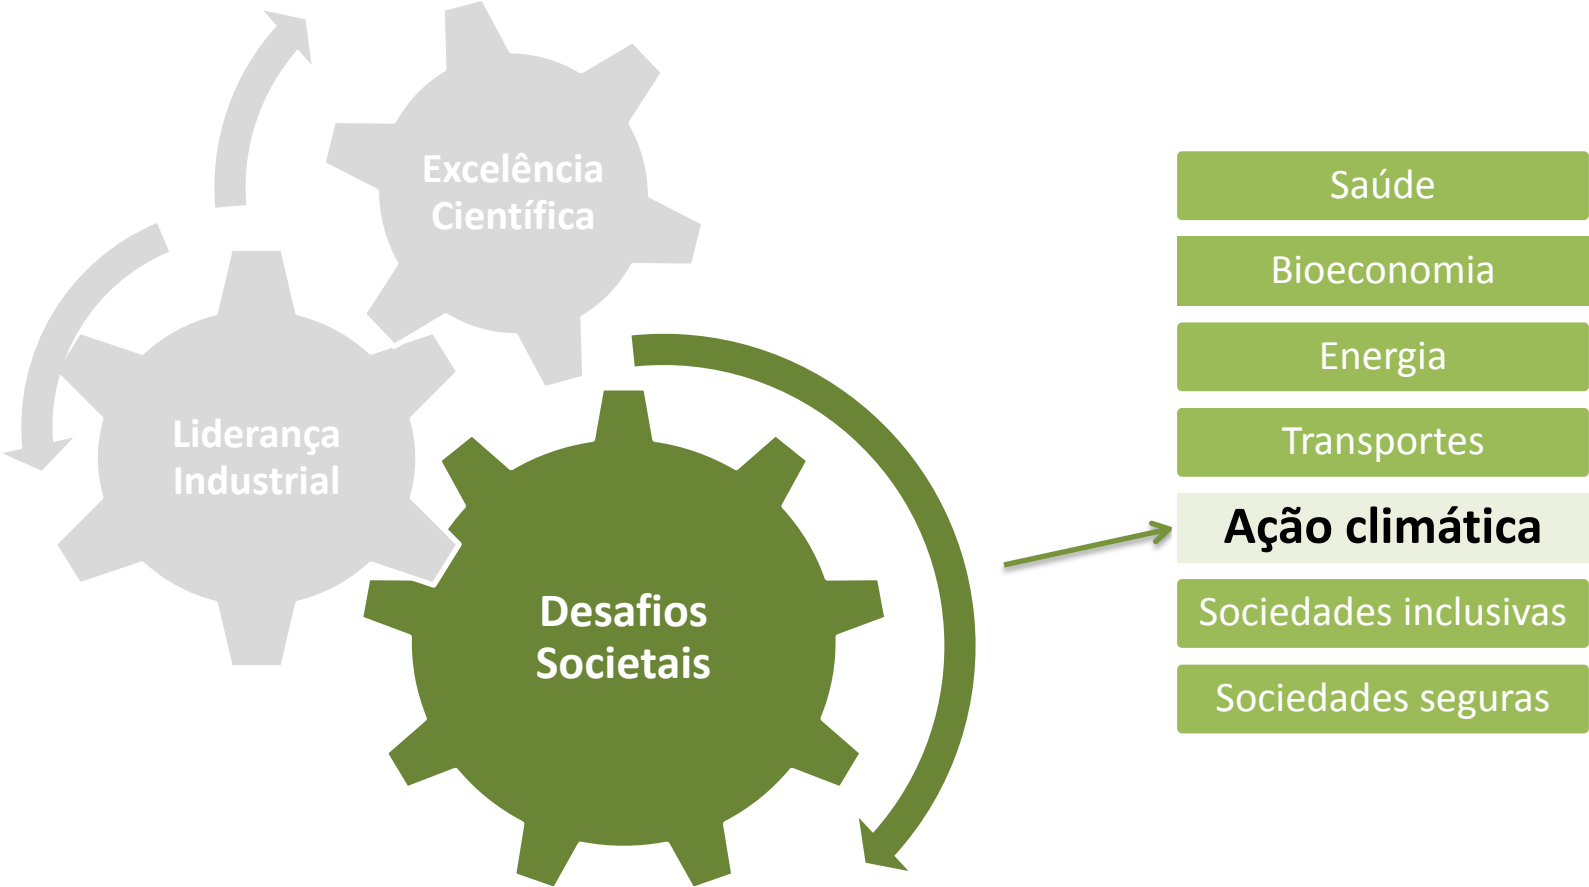 Excelência
Científica
Liderança
Industrial
Desafios
Societais
Saúde
Bioeconomia
Energia
Transportes
Ação climática
Sociedades inclusivas
Sociedades seguras